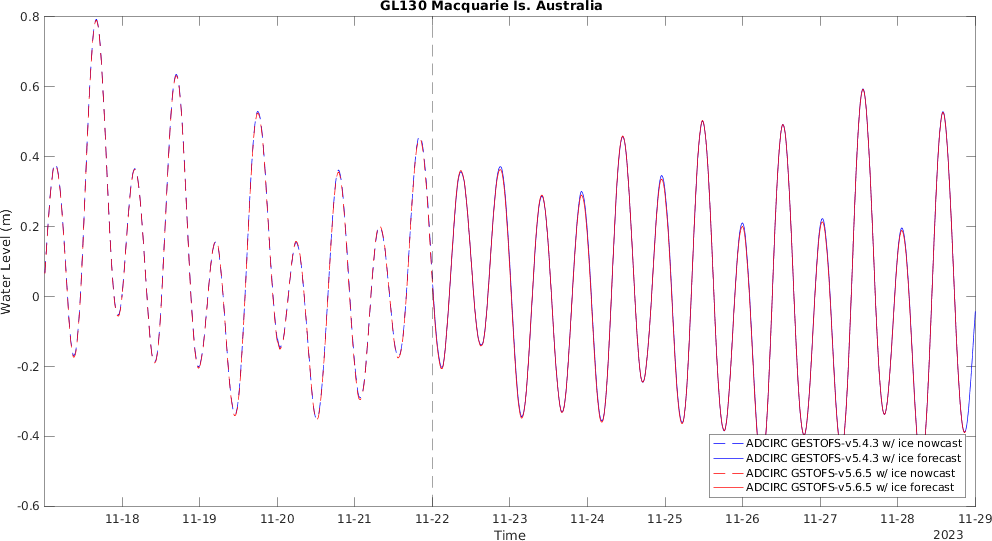 GL130 Macquarie Is. Australia
Water Level (m)
0.8
0.6
0.4
0.2
0
-0.2
-0.4
-0.6
ADCIRC GESTOFS-v5.4.3 w/ ice nowcast
ADCIRC GESTOFS-v5.4.3 w/ ice forecast
ADCIRC GSTOFS-v5.6.5 w/ ice nowcast
ADCIRC GSTOFS-v5.6.5 w/ ice forecast
11-18 11-19 11-20 11-21 11-22 11-23 11-24 11-25 11-26 11-27 11-28 11-29
Time
2023